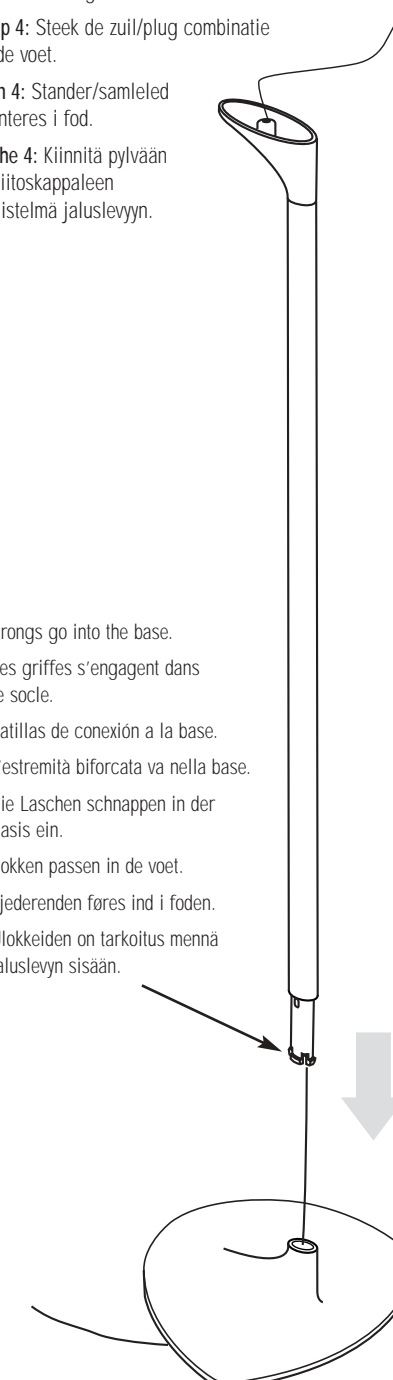 p 4: Steek de zuil/plug combinatie
de voet.
n 4: Stander/samleled
nteres i fod.
he 4: Kiinnitä pylvään
iitoskappaleen
istelmä jaluslevyyn.
rongs go into the base.
es griffes s'engagent dans
e socle.
atillas de conexión a la base.
'estremità biforcata va nella base.
ie Laschen schnappen in der
asis ein.
okken passen in de voet.
jederenden føres ind i foden.
lokkeiden on tarkoitus mennä
aluslevyn sisään.